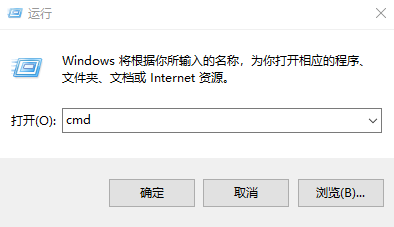 运行
Windows 将根据你所输入的名称，为你打开相应的程序、
文件夹、文档或 Internet 资源。
打开(O): cmd
确定 取消 浏览(B)...